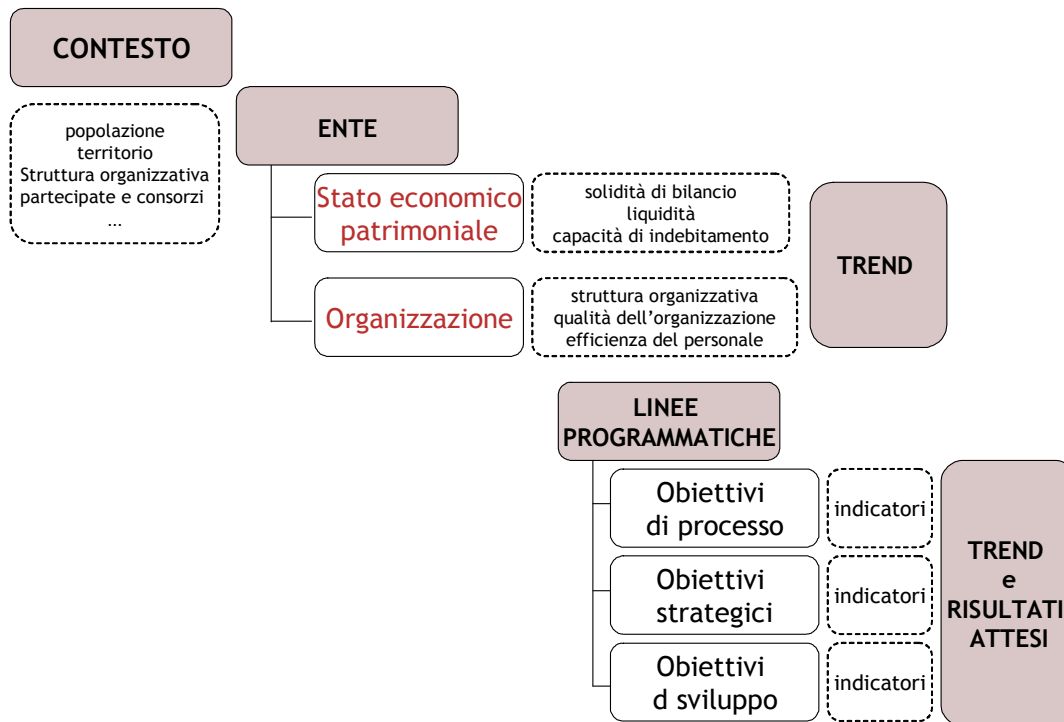 CONTESTO
popolazione
territorio
Struttura organizzativa
partecipate e consorzi
...
ENTE
Stato economico
patrimoniale
solidità di bilancio
liquidità
capacità di indebitamento
Organizzazione
struttura organizzativa
qualità dell'organizzazione
efficienza del personale
TREND
LINEE
PROGRAMMATICHE
Obiettivi
di processo
indicatori
Obiettivi
strategici
indicatori
Obiettivi
d sviluppo
indicatori
TREND
e
RISULTATI
ATTESI